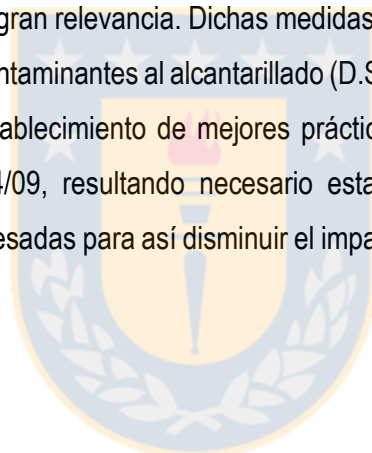 gran relevancia. Dichas medidas
ntaminantes al alcantarillado (D.S
ablecimiento de mejores práctic
4/09, resultando necesario esta
esadas para así disminuir el impa